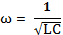 ω = 1/√LC